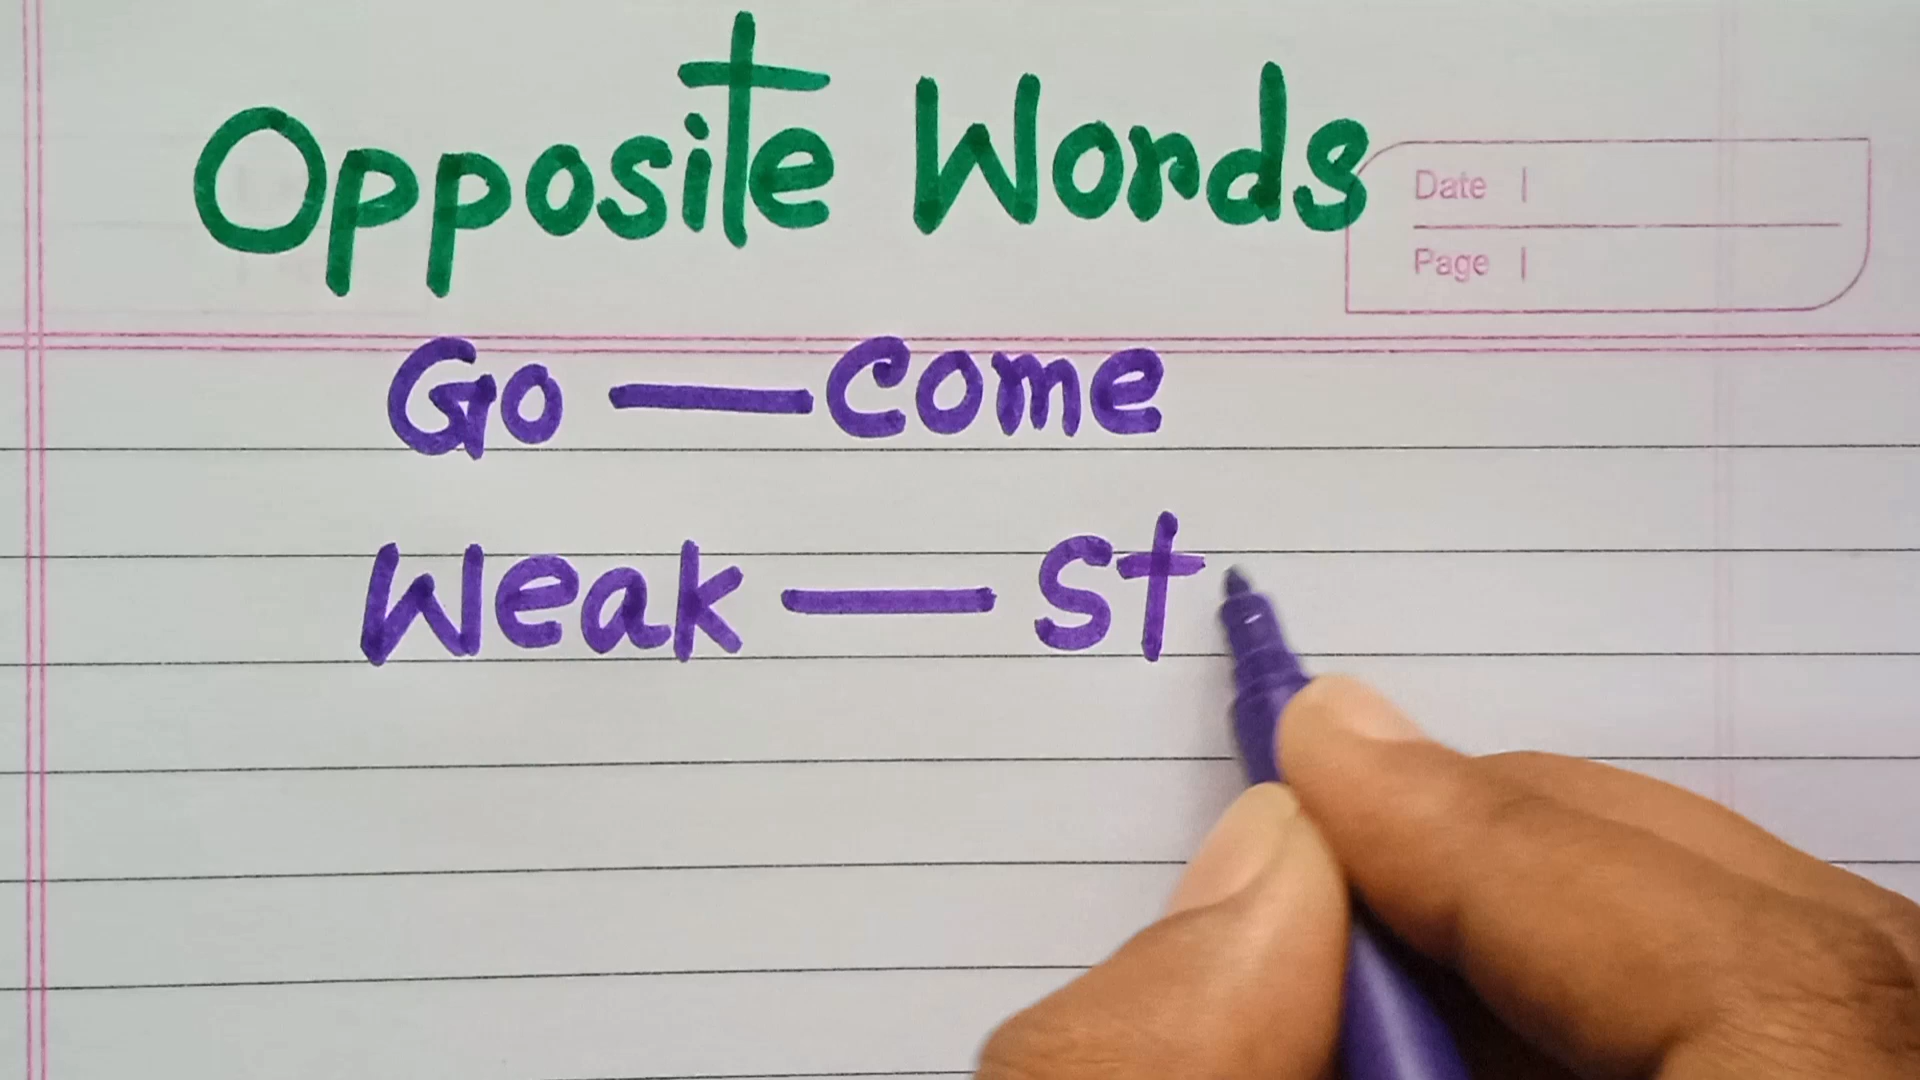 Opposite Words
Date |
Page |
Go — Come
Weak — St